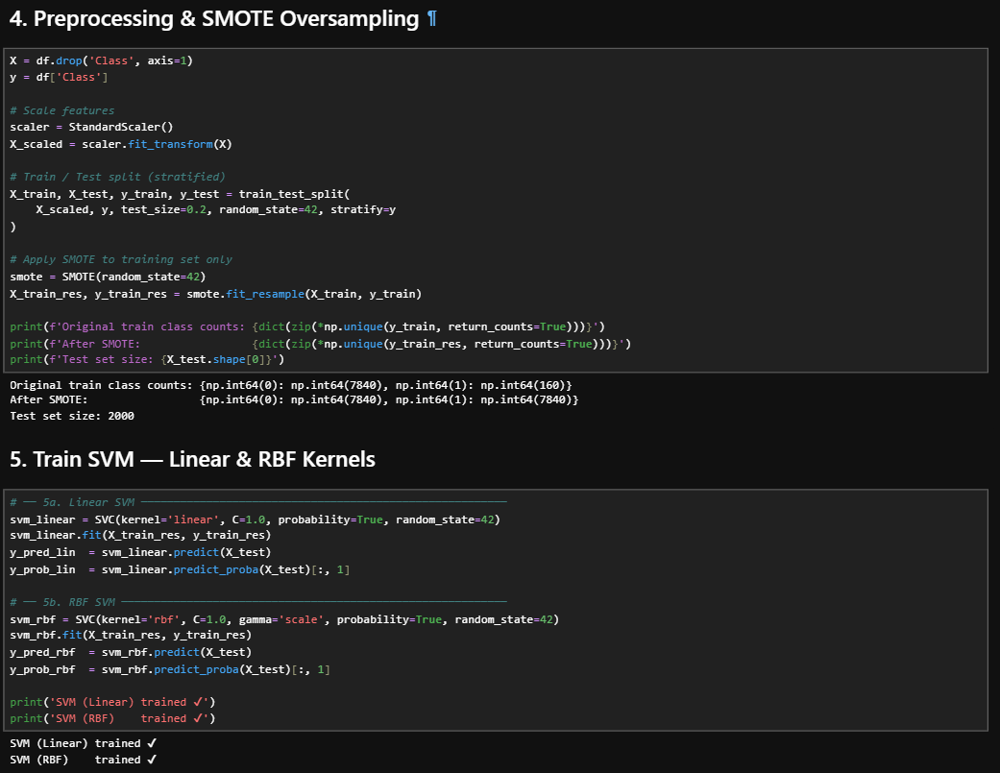 4. Preprocessing & SMOTE Oversampling ¶
X = df.drop('Class', axis=1)
y = df['Class']
# Scale features
scaler = StandardScaler()
X_scaled = scaler.fit_transform(X)
# Train / Test split (stratified)
X_train, X_test, y_train, y_test = train_test_split(
    X_scaled, y, test_size=0.2, random_state=42, stratify=y
)
# Apply SMOTE to training set only
smote = SMOTE(random_state=42)
X_train_res, y_train_res = smote.fit_resample(X_train, y_train)
print(f'Original train class counts: {dict(zip(*np.unique(y_train, return_counts=True)))}')
print(f'After SMOTE:                 {dict(zip(*np.unique(y_train_res, return_counts=True)))}')
print(f'Test set size: {X_test.shape[0]}')
Original train class counts: {np.int64(0): np.int64(7840), np.int64(1): np.int64(160)}
After SMOTE:                 {np.int64(0): np.int64(7840), np.int64(1): np.int64(7840)}
Test set size: 2000
5. Train SVM — Linear & RBF Kernels
# ── 5a. Linear SVM ────────────────────────────────────────────────────────
svm_linear = SVC(kernel='linear', C=1.0, probability=True, random_state=42)
svm_linear.fit(X_train_res, y_train_res)
y_pred_lin  = svm_linear.predict(X_test)
y_prob_lin  = svm_linear.predict_proba(X_test)[:, 1]
# ── 5b. RBF SVM ───────────────────────────────────────────────────────────
svm_rbf = SVC(kernel='rbf', C=1.0, gamma='scale', probability=True, random_state=42)
svm_rbf.fit(X_train_res, y_train_res)
y_pred_rbf  = svm_rbf.predict(X_test)
y_prob_rbf  = svm_rbf.predict_proba(X_test)[:, 1]
print('SVM (Linear) trained ✓')
print('SVM (RBF)    trained ✓')
SVM (Linear) trained ✓
SVM (RBF)    trained ✓